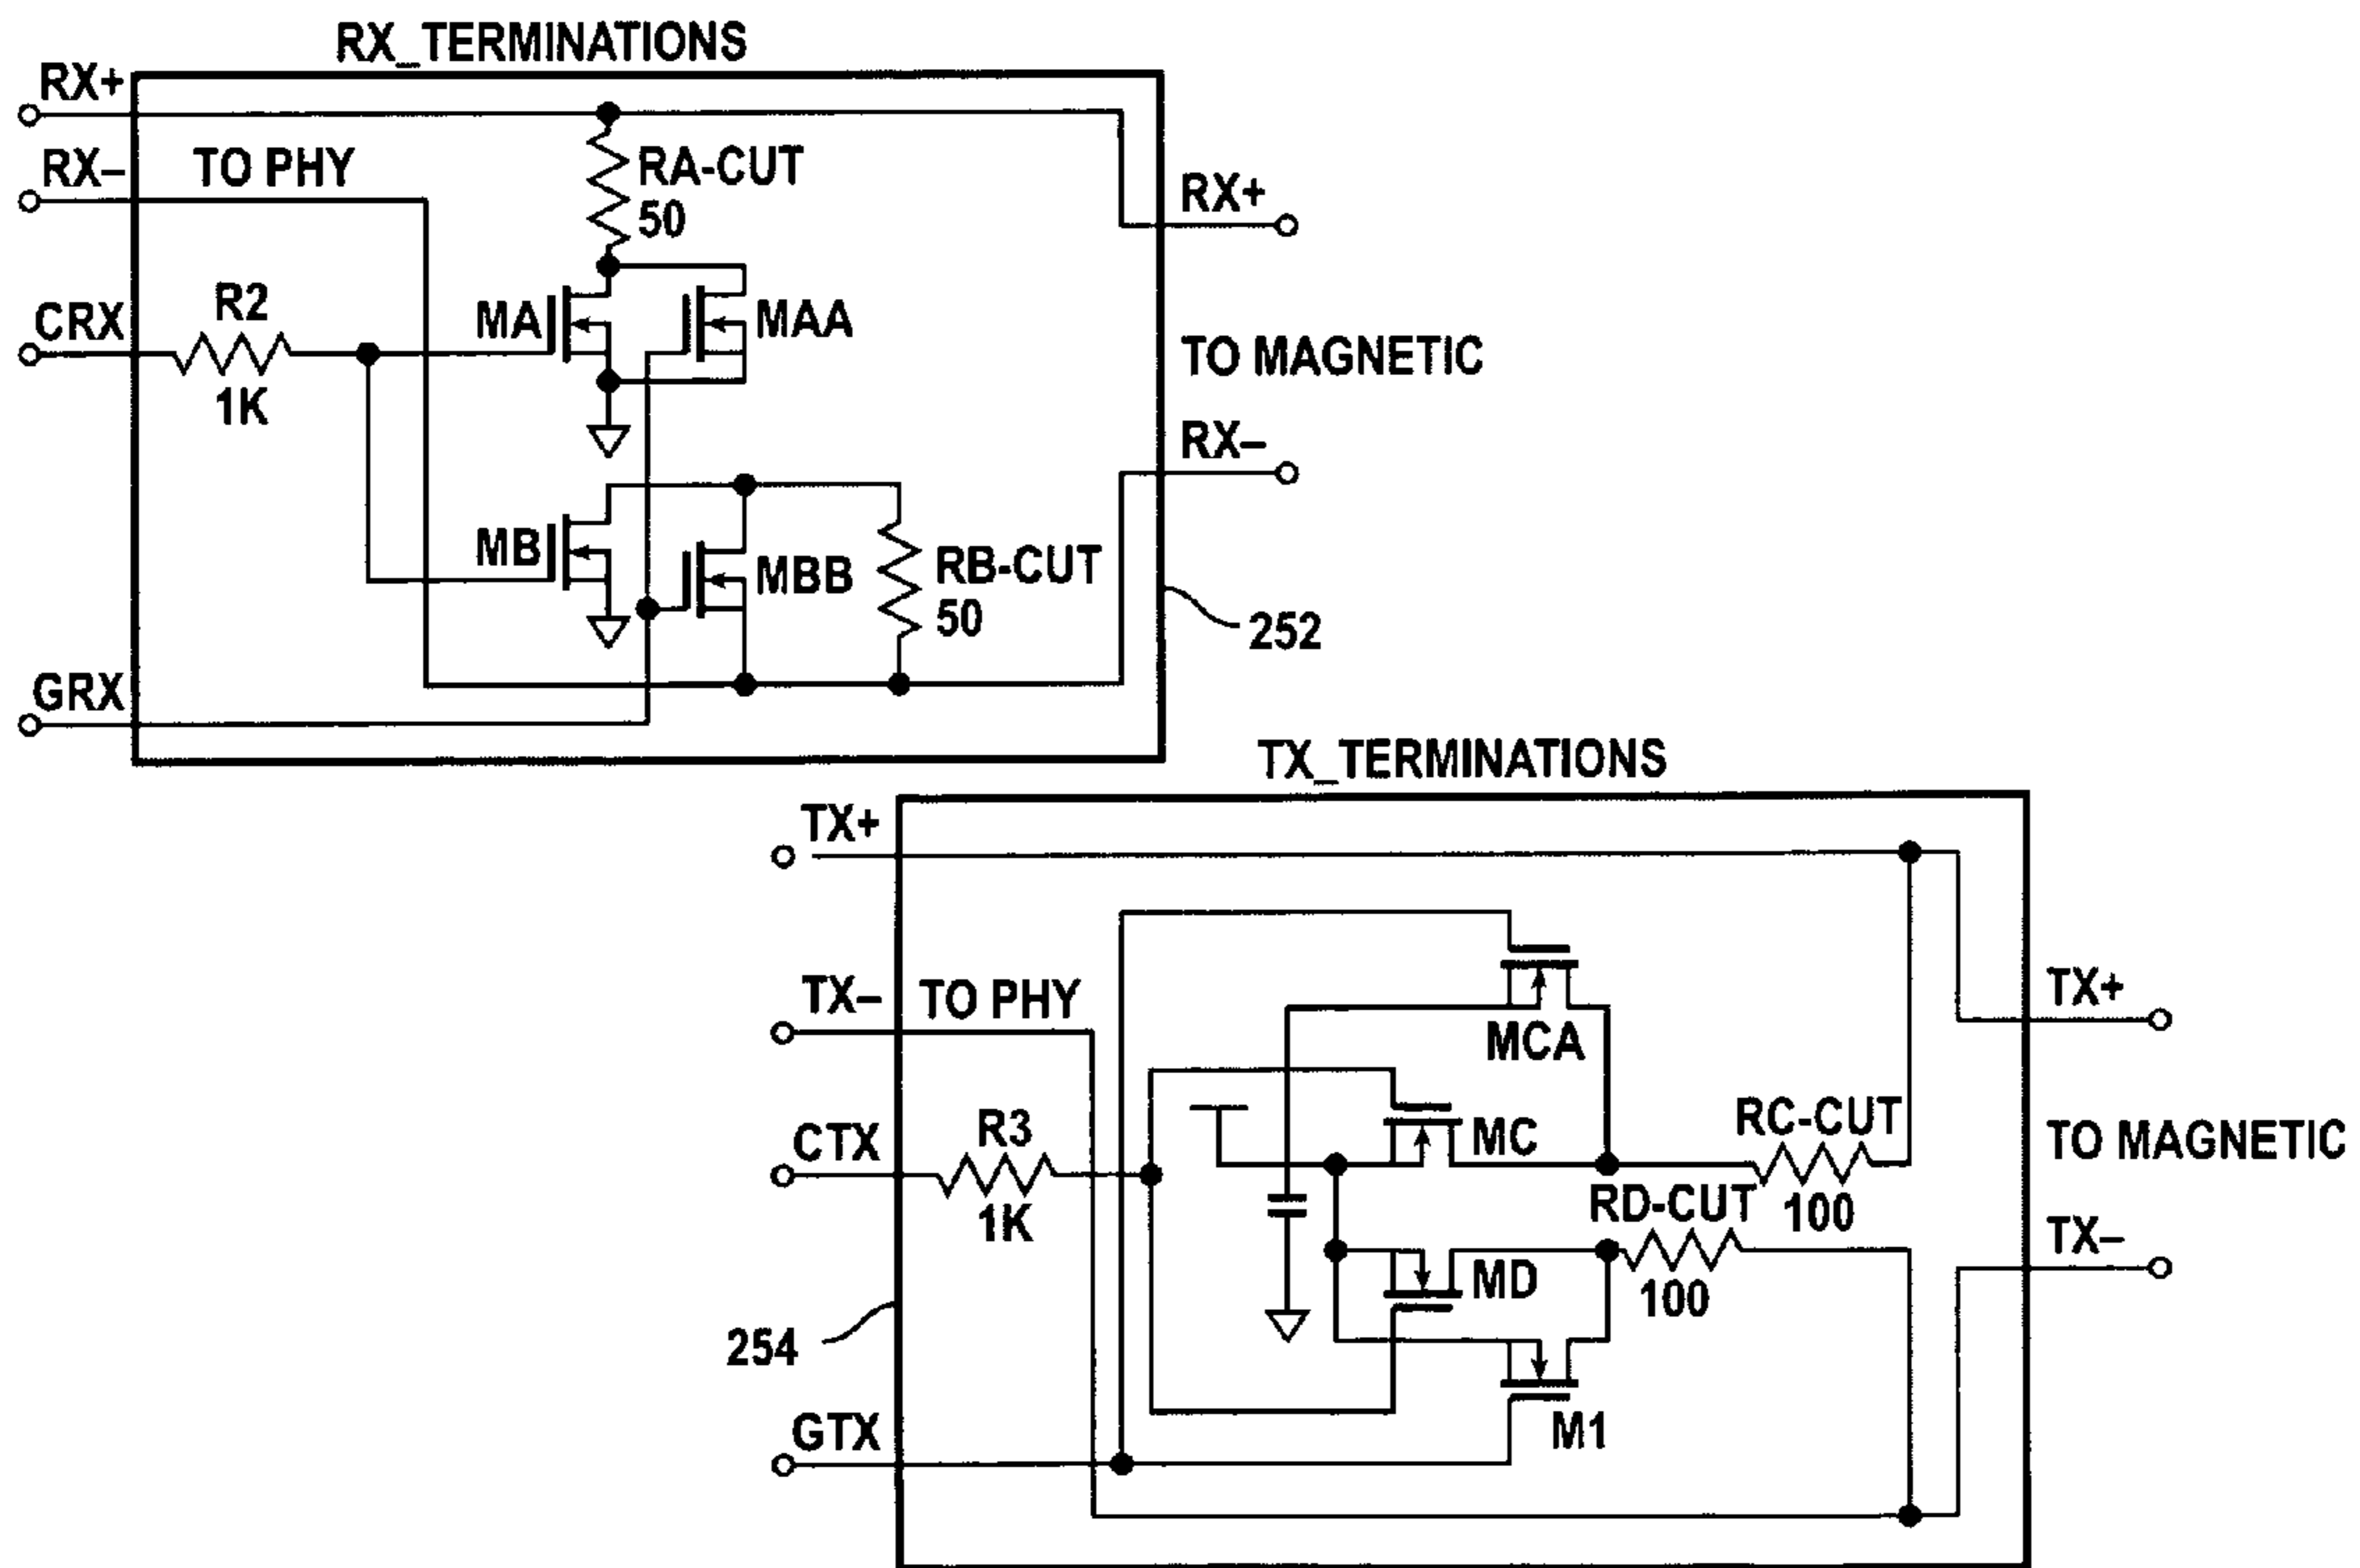 RX_TERMINATIONS
RX+
RX–
TO PHY
RA-CUT
50
RX+
CRX
R2
1K
MA
MAA
TO MAGNETIC
RX–
MB
MBB
RB-CUT
50
252
GRX
TX_TERMINATIONS
TX+
TX–
TO PHY
MCA
TX+
CTX
R3
1K
MC
RC-CUT
100
TO MAGNETIC
RD-CUT
100
MD
TX–
254
M1
GTX